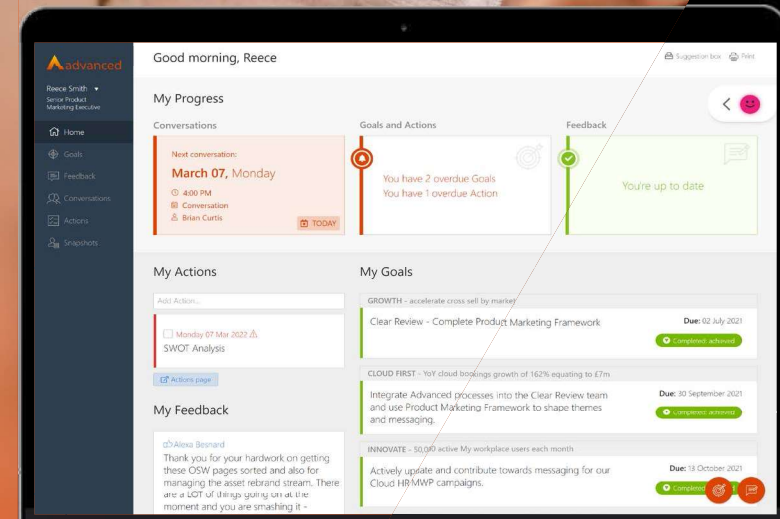 advanced
Reece Smith
Senior Product
Marketing Executive
Home
Goals
Feedback
Conversations
Actions
Snapshots
Good morning, Reece
Suggestion box
Print
My Progress
Conversations
Next conversation:
March 07, Monday
4:00 PM
Conversation
Brian Curtis
TODAY
Goals and Actions
You have 2 overdue Goals
You have 1 overdue Action
Feedback
You're up to date
My Actions
Add Action...
Monday 07 Mar 2022
SWOT Analysis
Actions page
My Feedback
Alexa Besnard
Thank you for your hardwork on getting
these OSW pages sorted and also for
managing the asset rebrand stream. There
are a LOT of things going on at the
moment and you are smashing it -
My Goals
GROWTH - accelerate cross sell by market
Clear Review - Complete Product Marketing Framework
Due: 02 July 2021
Completed: achieved
CLOUD FIRST - YoY cloud bookings growth of 162% equating to £7m
Integrate Advanced processes into the Clear Review team
and use Product Marketing Framework to shape themes
and messaging.
Due: 30 September 2021
Completed: achieved
INNOVATE - 50,000 active My workplace users each month
Actively update and contribute towards messaging for our
Cloud HR MWP campaigns.
Due: 13 October 2021
Completed